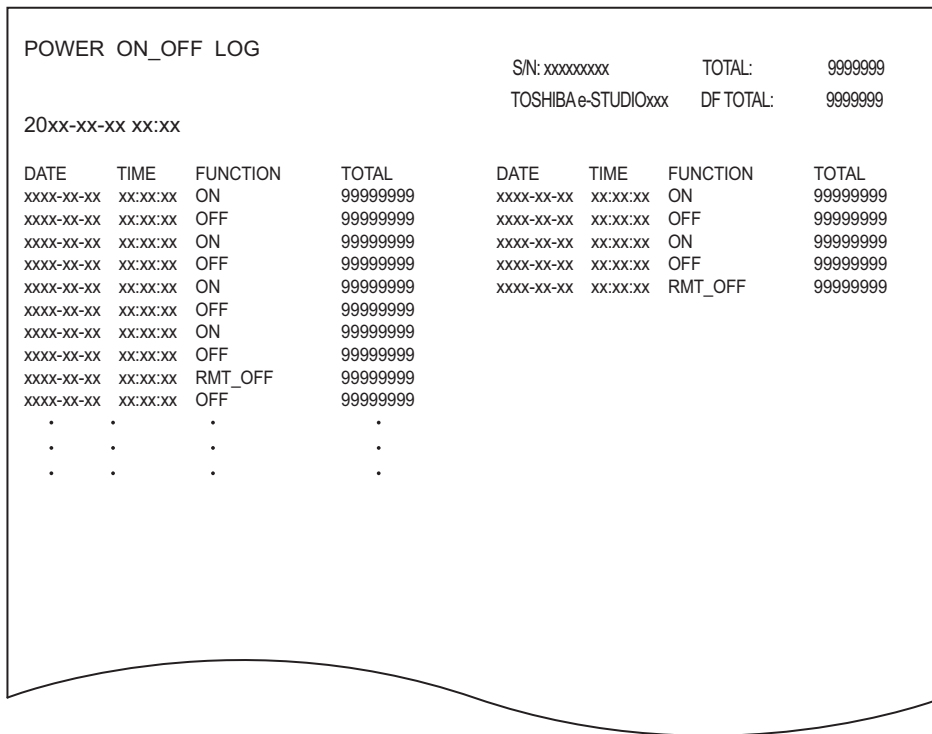 POWER ON_OFF LOG
S/N: xxxxxxxxx TOTAL: 9999999
TOSHIBA e-STUDIOxxx DF TOTAL: 9999999
20xx-xx-xx xx:xx
DATE TIME FUNCTION TOTAL DATE TIME FUNCTION TOTAL
xxxx-xx-xx xx:xx:xx ON 99999999 xxxx-xx-xx xx:xx:xx ON 99999999
xxxx-xx-xx xx:xx:xx OFF 99999999 xxxx-xx-xx xx:xx:xx OFF 99999999
xxxx-xx-xx xx:xx:xx ON 99999999 xxxx-xx-xx xx:xx:xx ON 99999999
xxxx-xx-xx xx:xx:xx OFF 99999999 xxxx-xx-xx xx:xx:xx OFF 99999999
xxxx-xx-xx xx:xx:xx ON 99999999 xxxx-xx-xx xx:xx:xx RMT_OFF 99999999
xxxx-xx-xx xx:xx:xx OFF 99999999
xxxx-xx-xx xx:xx:xx ON 99999999
xxxx-xx-xx xx:xx:xx OFF 99999999
xxxx-xx-xx xx:xx:xx RMT_OFF 99999999
xxxx-xx-xx xx:xx:xx OFF 99999999
. . . .
. . . .
. . . .